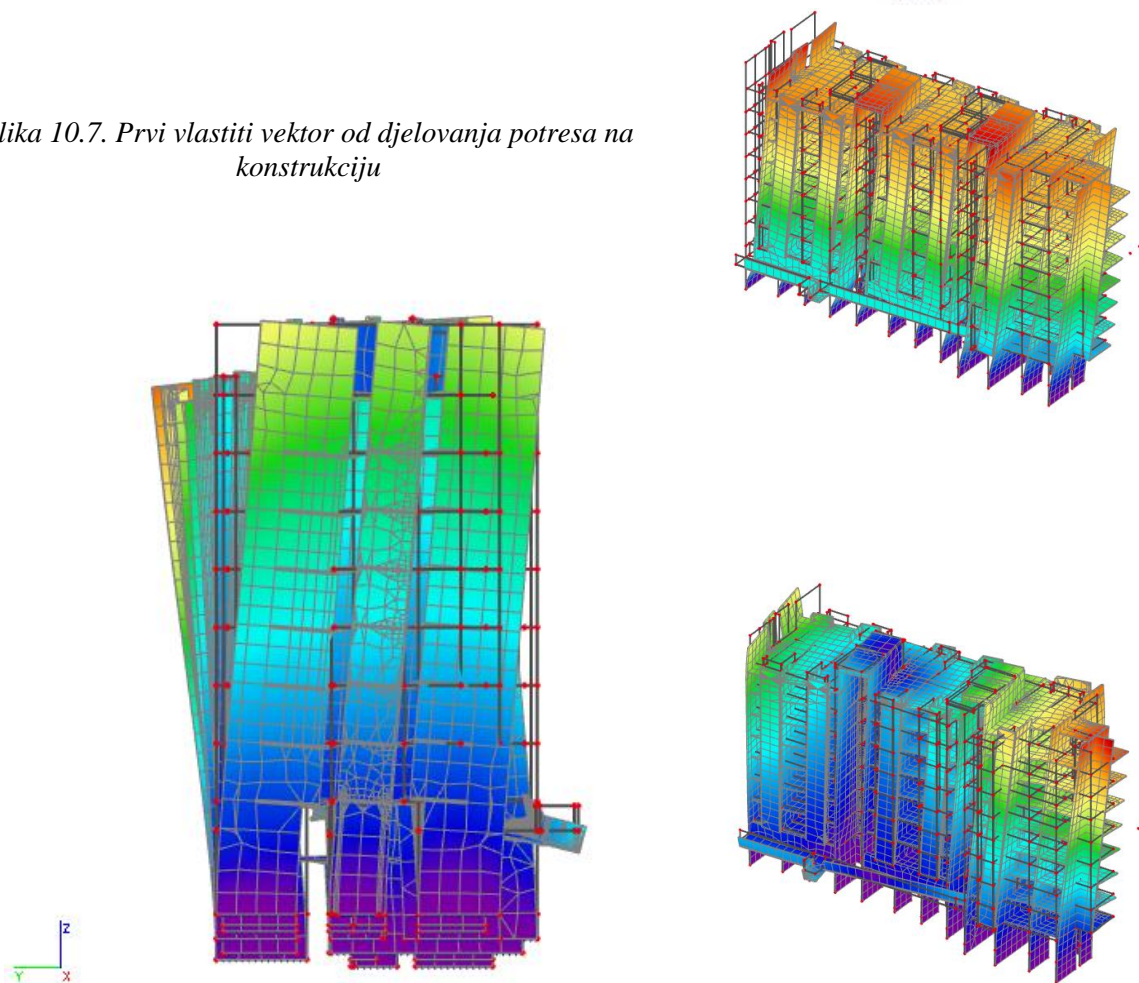 lika 10.7. Prvi vlastiti vektor od djelovanja potresa na
konstrukciju
Z
Y
X